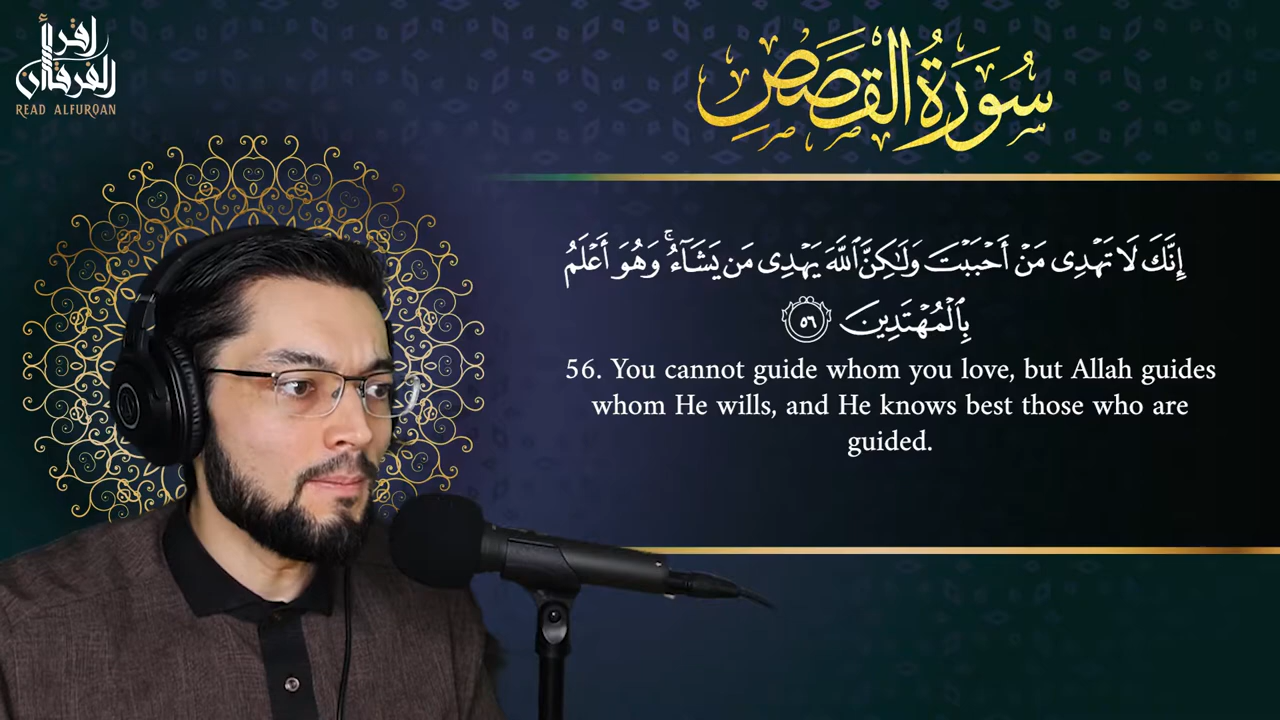 اقرأ
الفرقان
READ ALFURQAN
سُورَةُ القَصَصِ
إِنَّكَ لَا تَهْدِى مَنْ أَحْبَبْتَ وَلَٰكِنَّ ٱللَّهَ يَهْدِى مَن يَشَآءُ ۚ وَهُوَ أَعْلَمُ
بِٱلْمُهْتَدِينَ ٥٦
56. You cannot guide whom you love, but Allah guides
whom He wills, and He knows best those who are
guided.